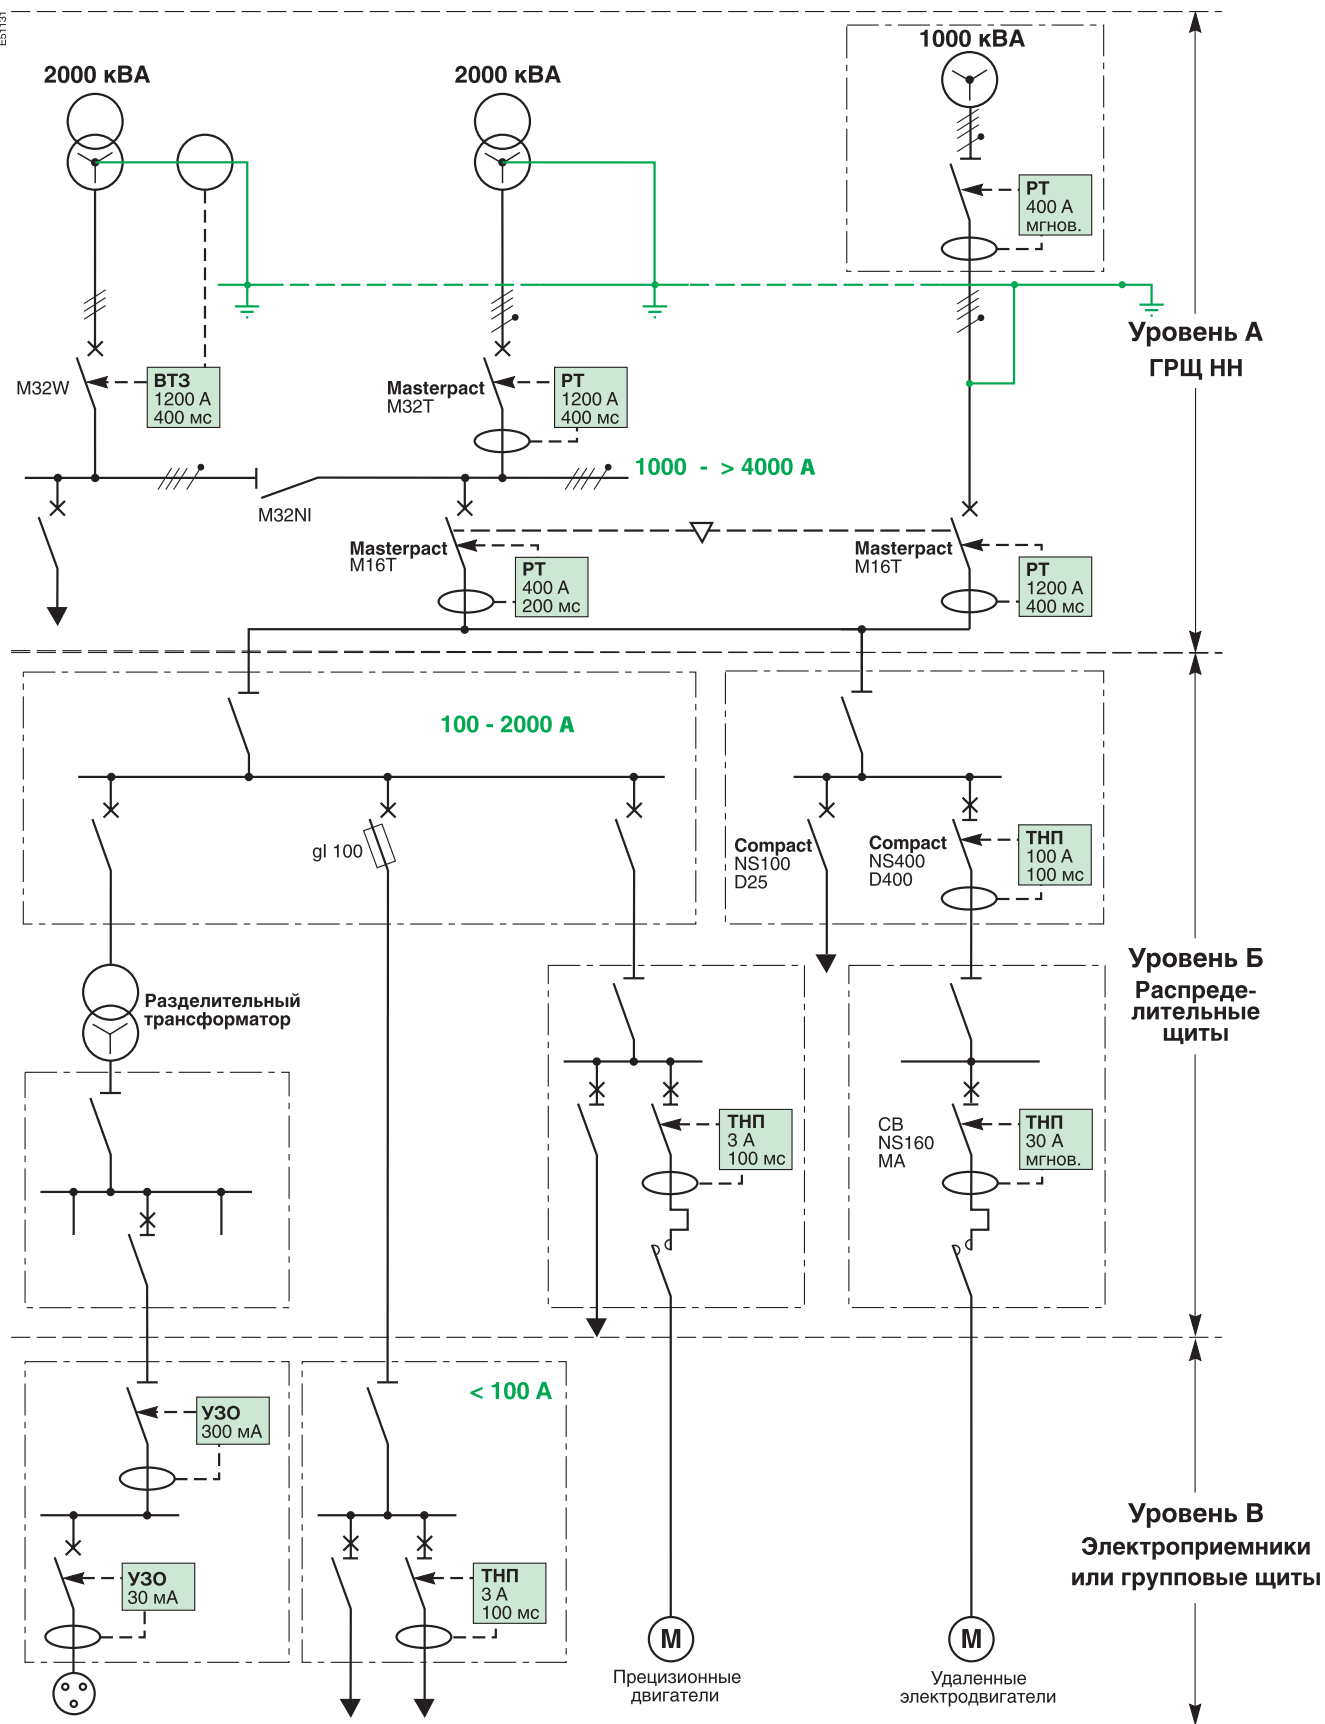 E51131
2000 кВА
2000 кВА
1000 кВА
РТ
400 А
мгнов.
Уровень А
ГРЩ НН
M32W
ВТЗ
1200 А
400 мс
Masterpact
M32T
РТ
1200 А
400 мс
1000 - > 4000 А
M32NI
Masterpact
M16T
РТ
400 А
200 мс
Masterpact
M16T
РТ
1200 А
400 мс
100 - 2000 А
gl 100
Compact
NS100
D25
Compact
NS400
D400
ТНП
100 А
100 мс
Уровень Б
Распреде-
лительные
щиты
Разделительный
трансформатор
ТНП
3 А
100 мс
CB
NS160
MA
ТНП
30 А
мгнов.
< 100 А
УЗО
300 мА
УЗО
30 мА
ТНП
3 А
100 мс
Уровень В
Электроприемники
или групповые щиты
М
Прецизионные
двигатели
М
Удаленные
электродвигатели